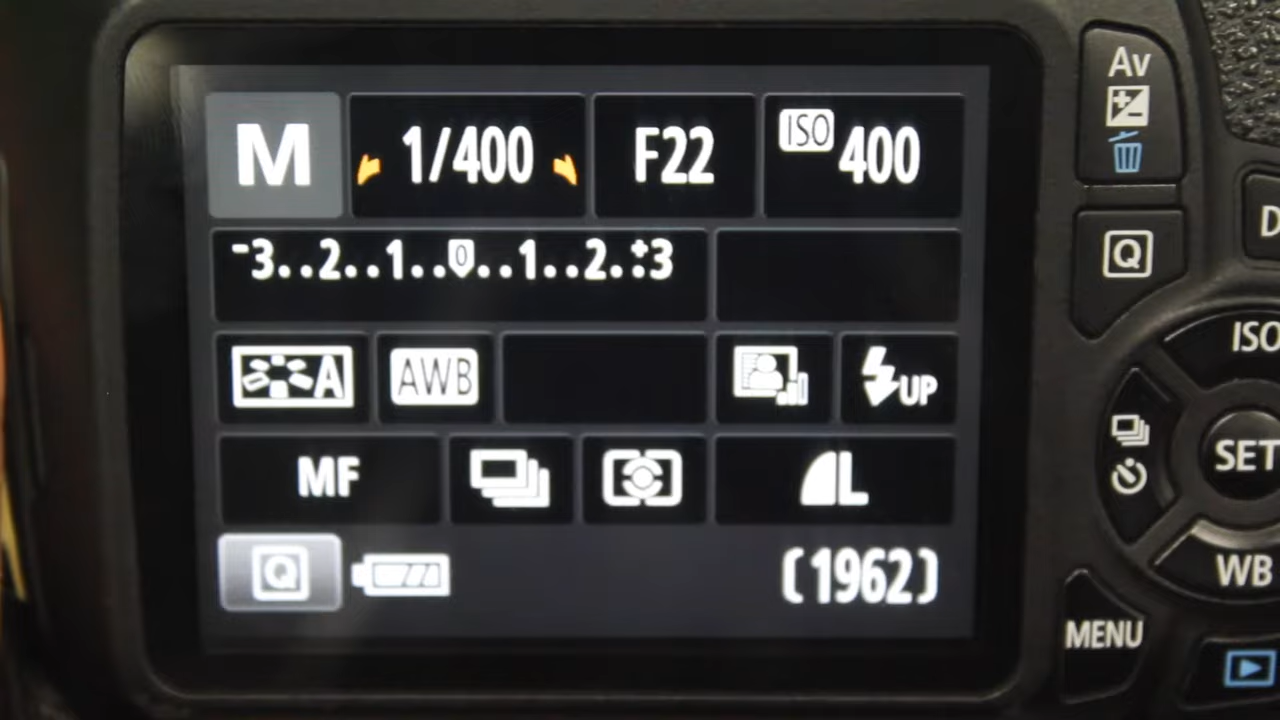 M 1/400 F22 ISO 400
-3..2..1..0..1..2.:+3
A AWB UP
MF L
Q (1962)
Av
Q
D
ISO
SET
WB
MENU